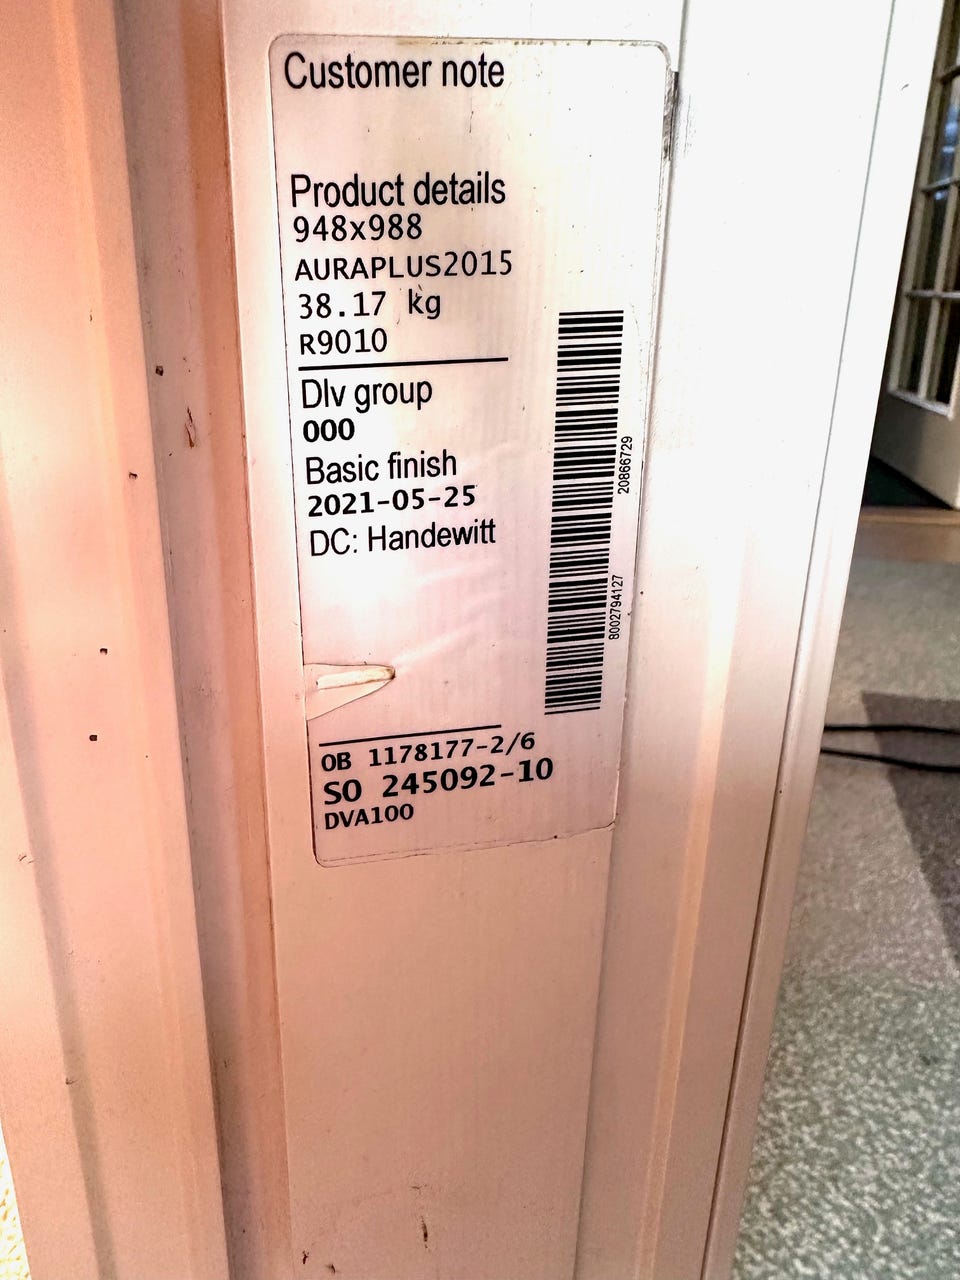 Customer note
Product details
948x988
AURAPLUS2015
38.17 kg
R9010
Dlv group
000
Basic finish
2021-05-25
DC: Handewitt
20866729
8002794127
OB 1178177-2/6
SO 245092-10
DVA100